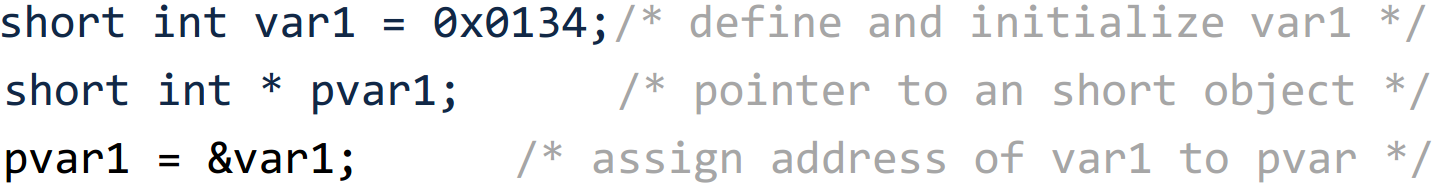 short int var1 = 0x0134;/* define and initialize var1 */
short int * pvar1; /* pointer to an short object */
pvar1 = &var1; /* assign address of var1 to pvar */